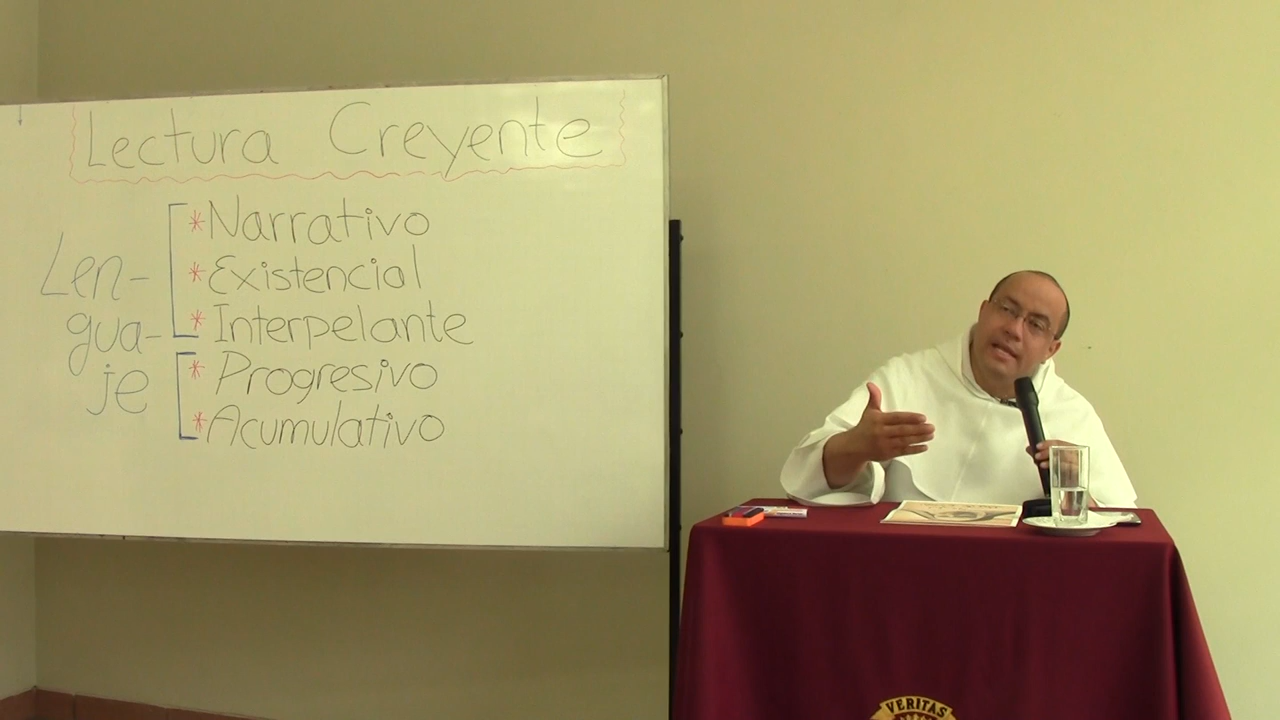 Lectura Creyente
Len-
gua-
je
* Narrativo
* Existencial
* Interpelante
* Progresivo
* Acumulativo
VERITAS